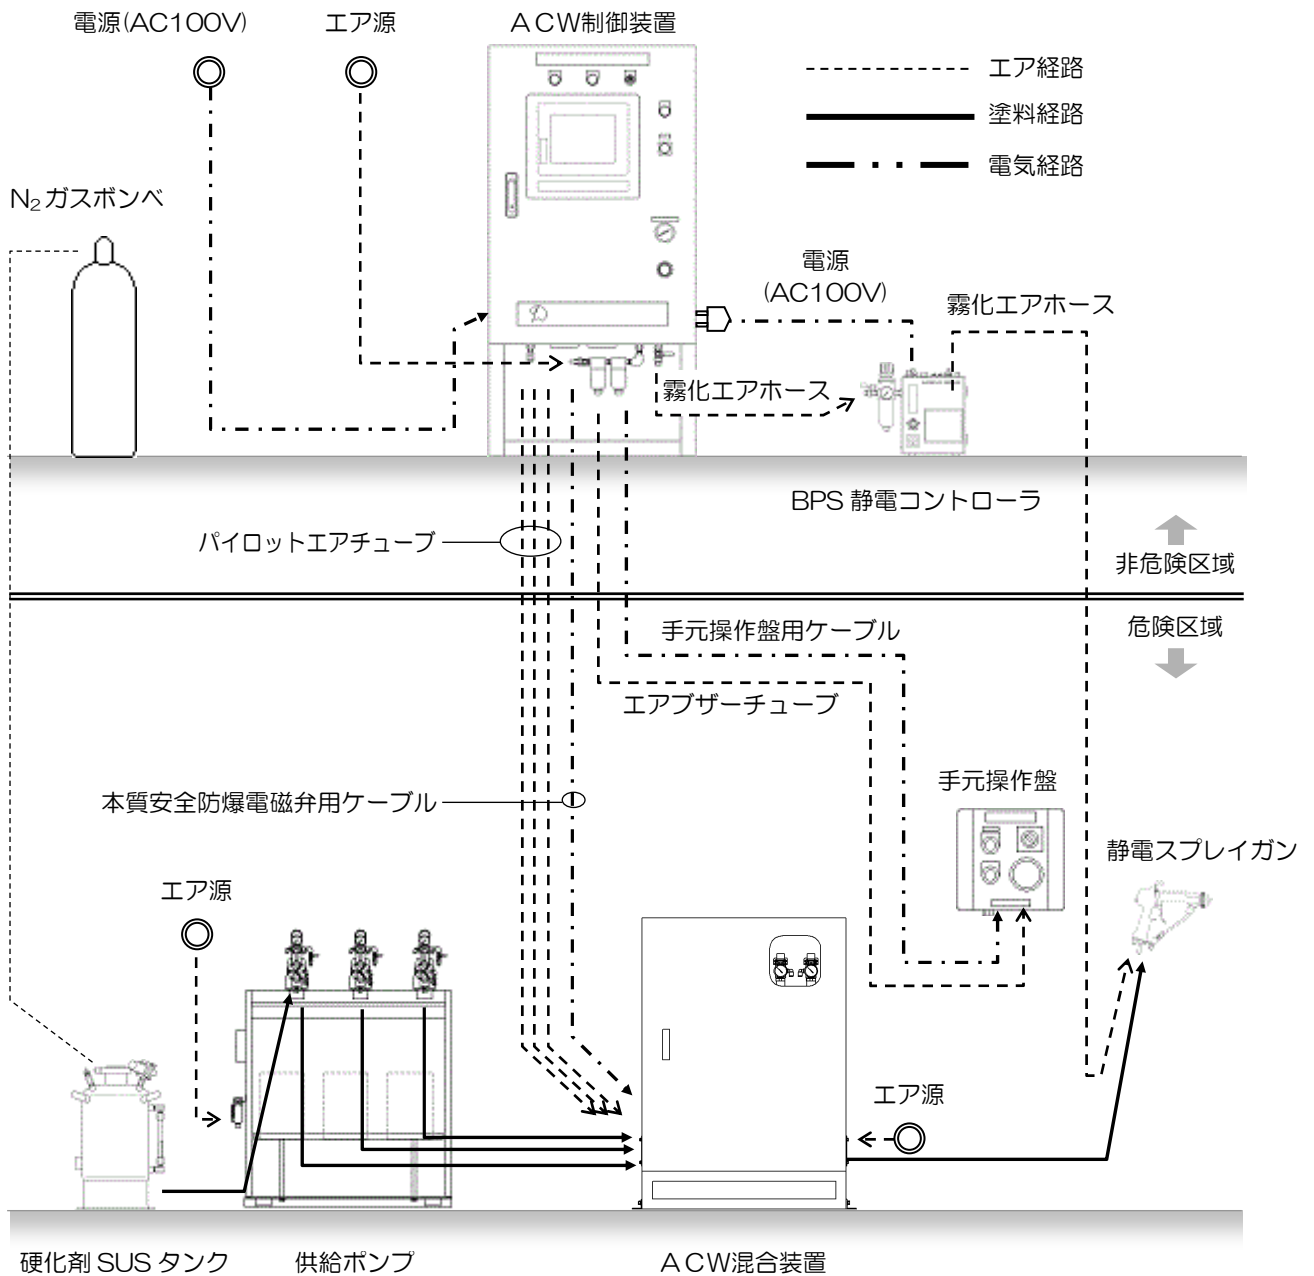 電源(AC100V)
エア源
ＡＣＷ制御装置
エア経路
塗料経路
電気経路
N₂ガスボンベ
電源
(AC100V)
霧化エアホース
霧化エアホース
BPS 静電コントローラ
パイロットエアチューブ
非危険区域
危険区域
手元操作盤用ケーブル
エアブザーチューブ
手元操作盤
本質安全防爆電磁弁用ケーブル
静電スプレイガン
エア源
エア源
硬化剤 SUS タンク
供給ポンプ
ＡＣＷ混合装置